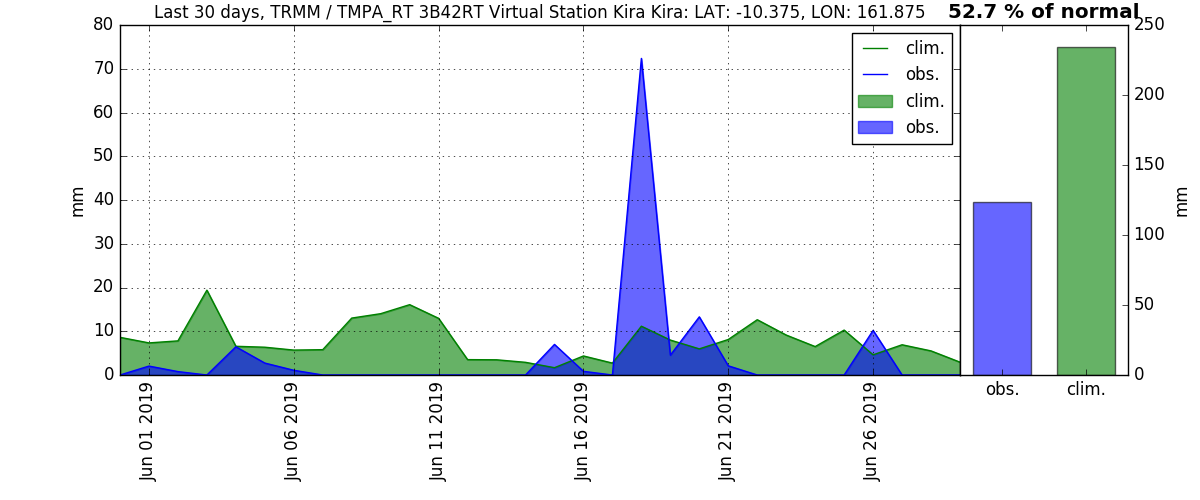 Last 30 days, TRMM / TMPA_RT 3B42RT Virtual Station Kira Kira: LAT: -10.375, LON: 161.875
52.7 % of normal
80
70
60
50
40
30
20
10
0
mm
clim.
obs.
clim.
obs.
Jun 01 2019
Jun 06 2019
Jun 11 2019
Jun 16 2019
Jun 21 2019
Jun 26 2019
250
200
150
100
50
0
mm
obs.
clim.